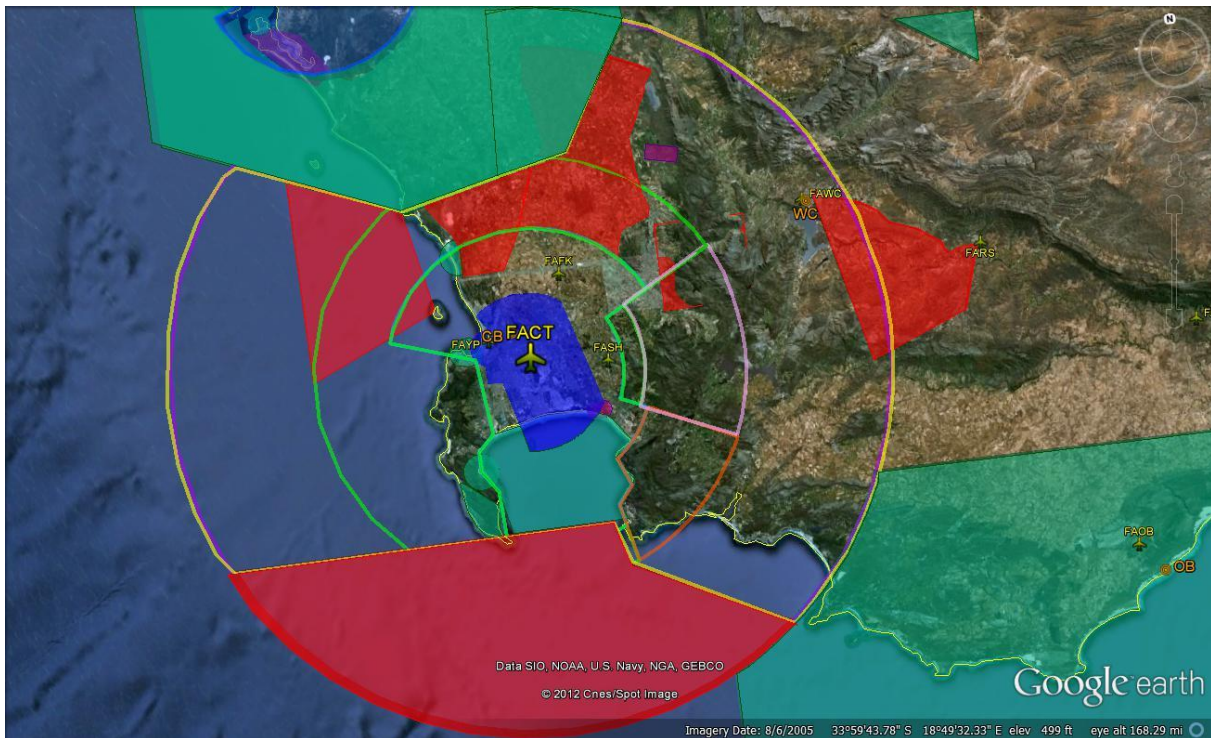 N
FAWC
WC
FARS
FAFK
F
FACT
CB
FAYP
FASH
FAOB
OB
Data SIO, NOAA, U.S. Navy, NGA, GEBCO
© 2012 Cnes/Spot Image
Google earth
Imagery Date: 8/6/2005 33°59'43.78" S 18°49'32.33" E elev 499 ft eye alt 168.29 mi